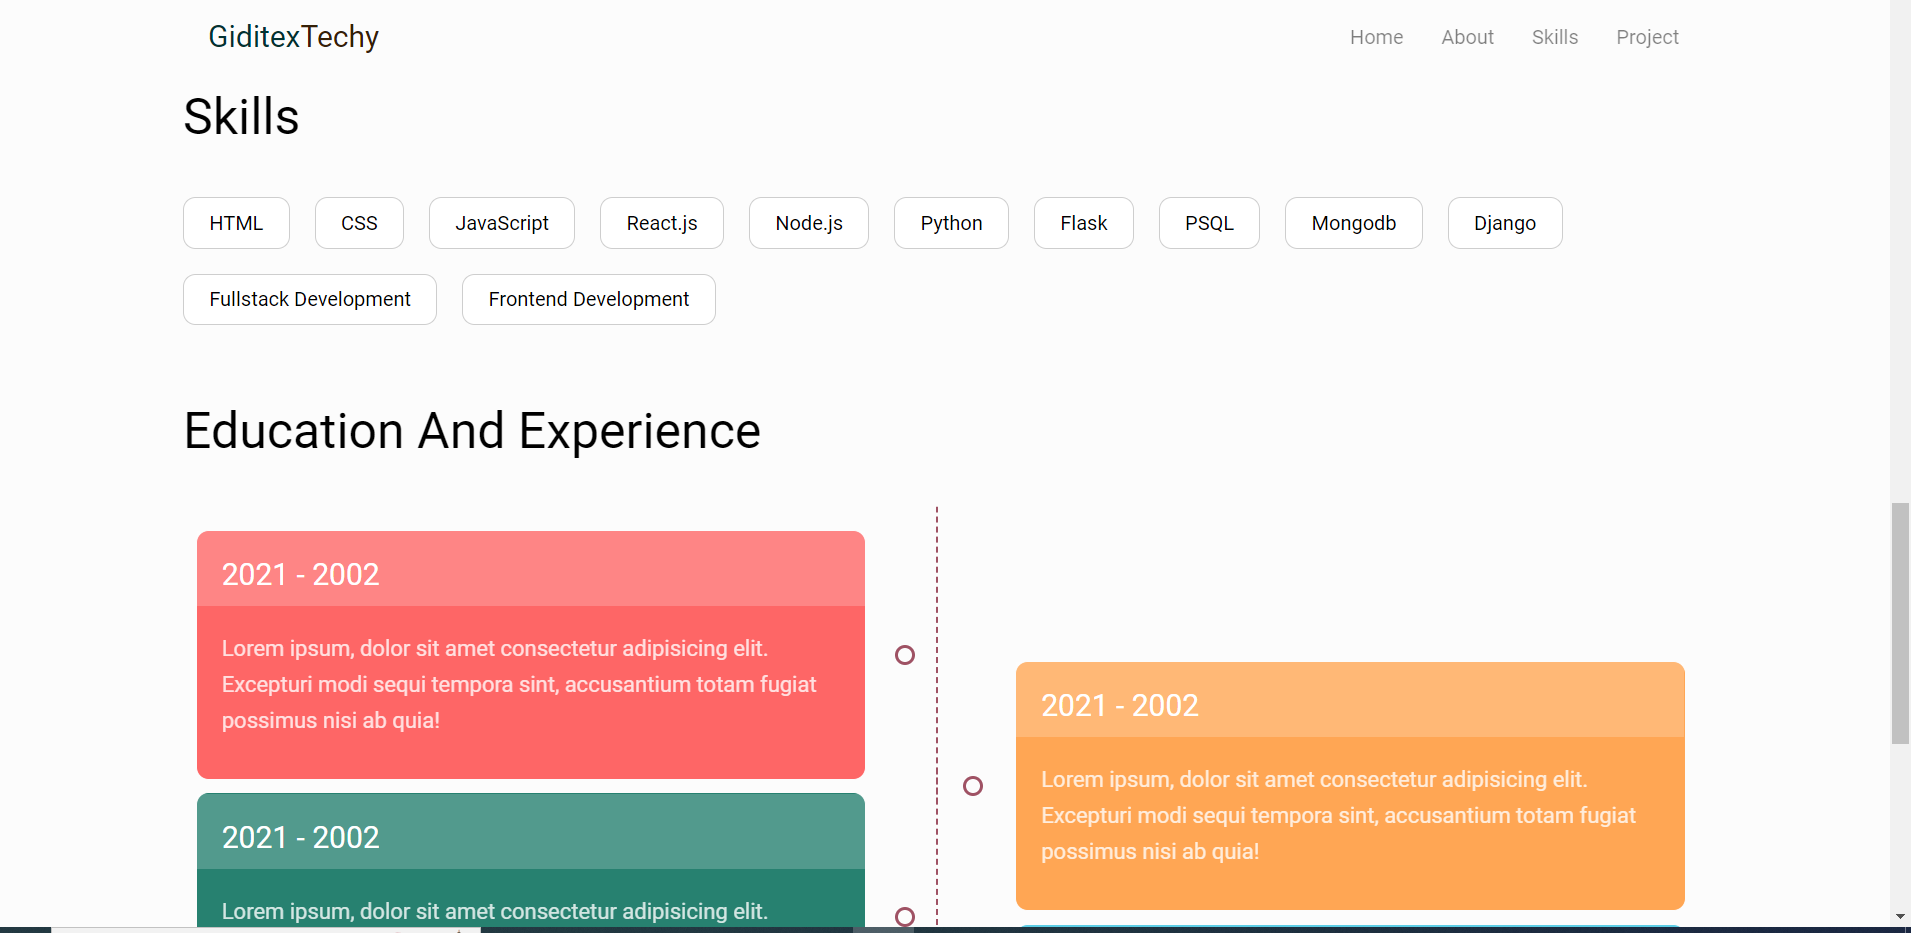 GiditexTechy
Home About Skills Project
Skills
HTML CSS JavaScript React.js Node.js Python Flask PSQL Mongodb Django
Fullstack Development Frontend Development
Education And Experience
2021 - 2002
Lorem ipsum, dolor sit amet consectetur adipisicing elit.
Excepturi modi sequi tempora sint, accusantium totam fugiat
possimus nisi ab quia!
2021 - 2002
Lorem ipsum, dolor sit amet consectetur adipisicing elit.
Excepturi modi sequi tempora sint, accusantium totam fugiat
possimus nisi ab quia!
2021 - 2002
Lorem ipsum, dolor sit amet consectetur adipisicing elit.